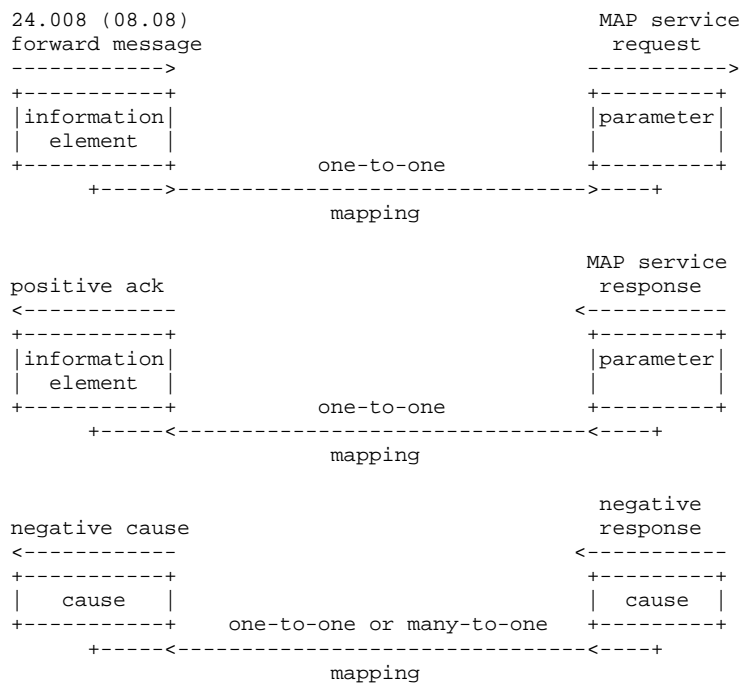 24.008 (08.08) MAP service
forward message request
------------> ----------->
+-----------+ +---------+
|information| |parameter|
| element | | |
+-----------+ one-to-one +---------+
+----->-------------------------------->----+
mapping
MAP service
positive ack response
<------------ <-----------
+-----------+ +---------+
|information| |parameter|
| element | | |
+-----------+ one-to-one +---------+
+-----<--------------------------------<----+
mapping
negative
negative cause response
<------------ <-----------
+-----------+ +---------+
| cause | | cause |
+-----------+ one-to-one or many-to-one +---------+
+-----<--------------------------------<----+
mapping